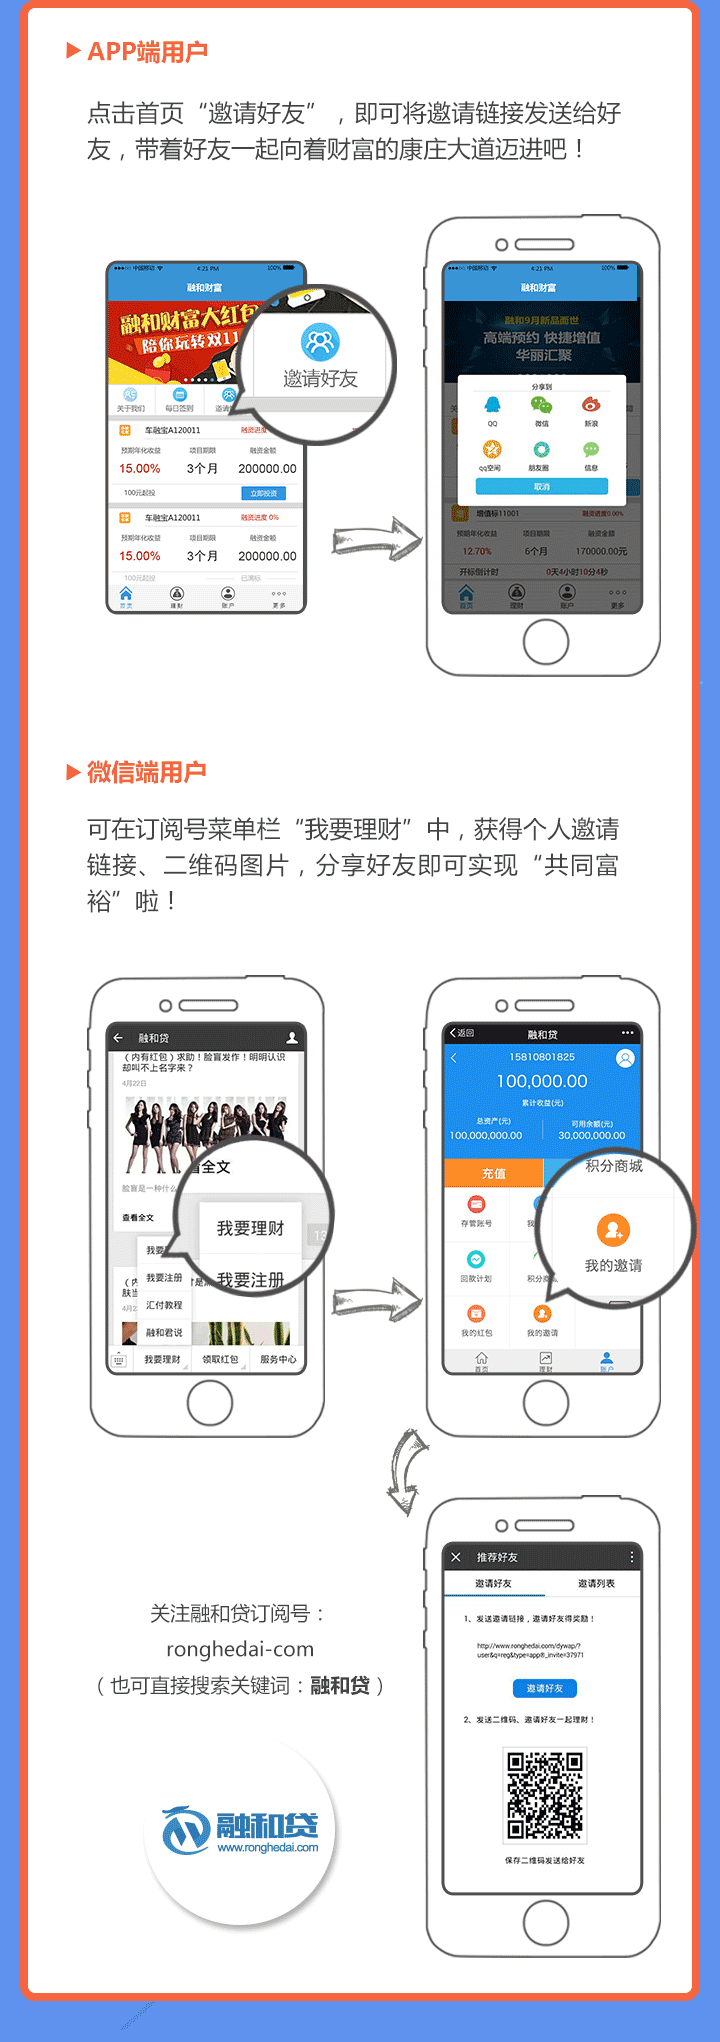 APP端用户
点击首页“邀请好友”，即可将邀请链接发送给好
友，带着好友一起向着财富的康庄大道迈进吧！
中国移动 4:21 PM 100%
融和财富
融和财富大红包
陪你玩转双11
邀请好友
关于我们 每日签到
车融宝A120011 融资进度
预期年化收益 项目期限 融资金额
15.00% 3个月 200000.00
100元起投 立即投资
车融宝A120011 融资进度 0%
预期年化收益 项目期限 融资金额
15.00% 3个月 200000.00
100元起投 已满标
首页 理财 账户 更多
中国移动 4:21 PM 100%
融和财富
融和9月新品面世
高端预约 快捷增值
华丽汇聚
分享到
QQ 微信 新浪
qq空间 朋友圈 信息
取消
增值标11001 融资进度0.00%
预期年化收益 项目期限 融资金额
12.70% 6个月 170000.00元
开标倒计时 0天4小时10分4秒
首页 理财 账户 更多
微信端用户
可在订阅号菜单栏“我要理财”中，获得个人邀请
链接、二维码图片，分享好友即可实现“共同富
裕”啦！
融和贷
（内有红包）求助！脸盲发作！明明认识
却叫不上名字来？
4月22日
看全文
脸盲是一种什么
查看全文
我要理财
我要注册
13
我要
我要注册
汇付教程
融和君说
我要理财 领取红包 服务中心
返回 融和贷
15810801825
100,000.00
累计收益(元)
总资产(元) 可用余额(元)
100,000,000.00 30,000,000.00
充值
积分商城
我的邀请
存管账号
回款计划 积分商城
我的红包 我的邀请
首页 理财 账户
关注融和贷订阅号：
ronghedai-com
（也可直接搜索关键词：融和贷）
融和贷
www.ronghedai.com
推荐好友
邀请好友 邀请列表
1、发送邀请链接，邀请好友得奖励！
http://www.ronghedai.com/dywap/?
user&q=reg&type=app®_invite=37971
邀请好友
2、发送二维码、邀请好友一起理财！
保存二维码发送给好友